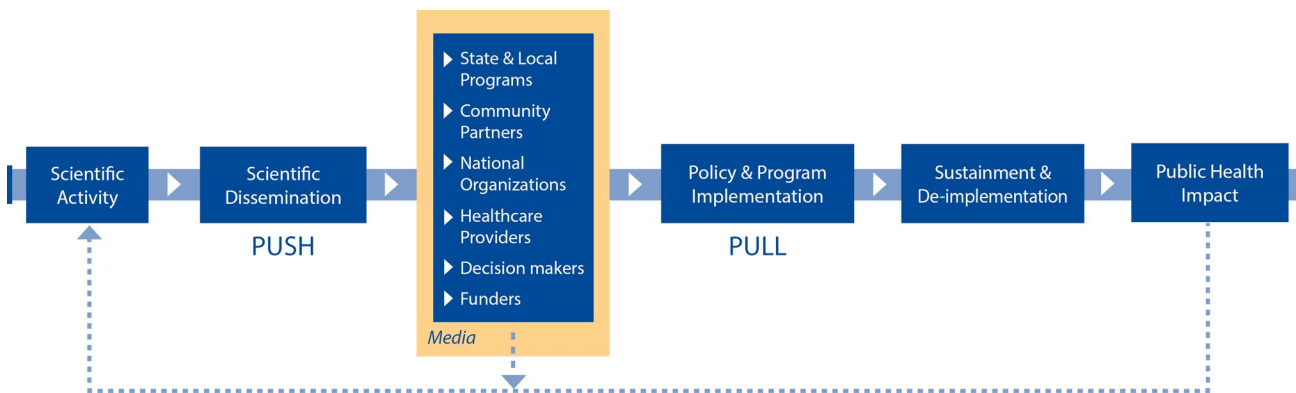 Scientific
Activity
Scientific
Dissemination
PUSH
State & Local
Programs
Community
Partners
National
Organizations
Healthcare
Providers
Decision makers
Funders
Media
Policy & Program
Implementation
PULL
Sustainment &
De-implementation
Public Health
Impact